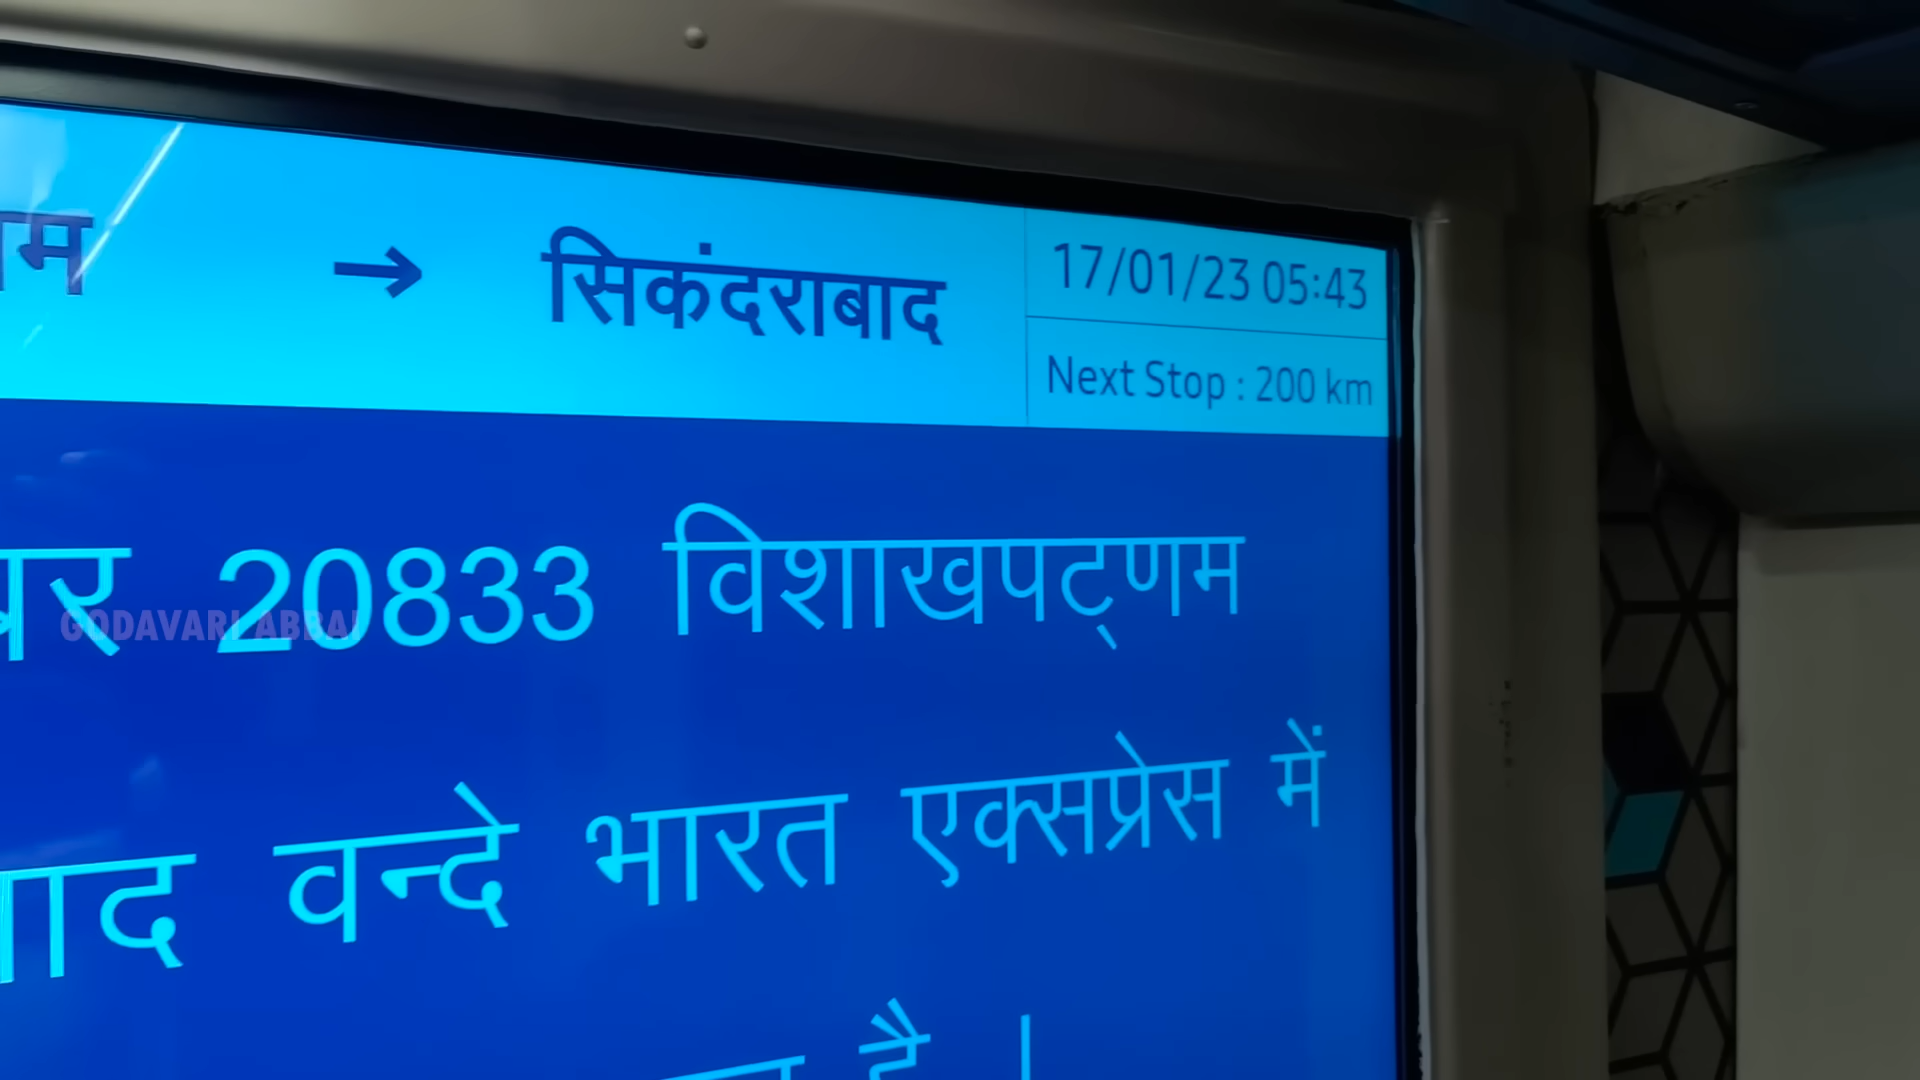 → सिकंदराबाद
17/01/23 05:43
Next Stop : 200 km
20833 विशाखपट्णम
GODAVARI ABBAI
वन्दे भारत एक्सप्रेस में
है ।